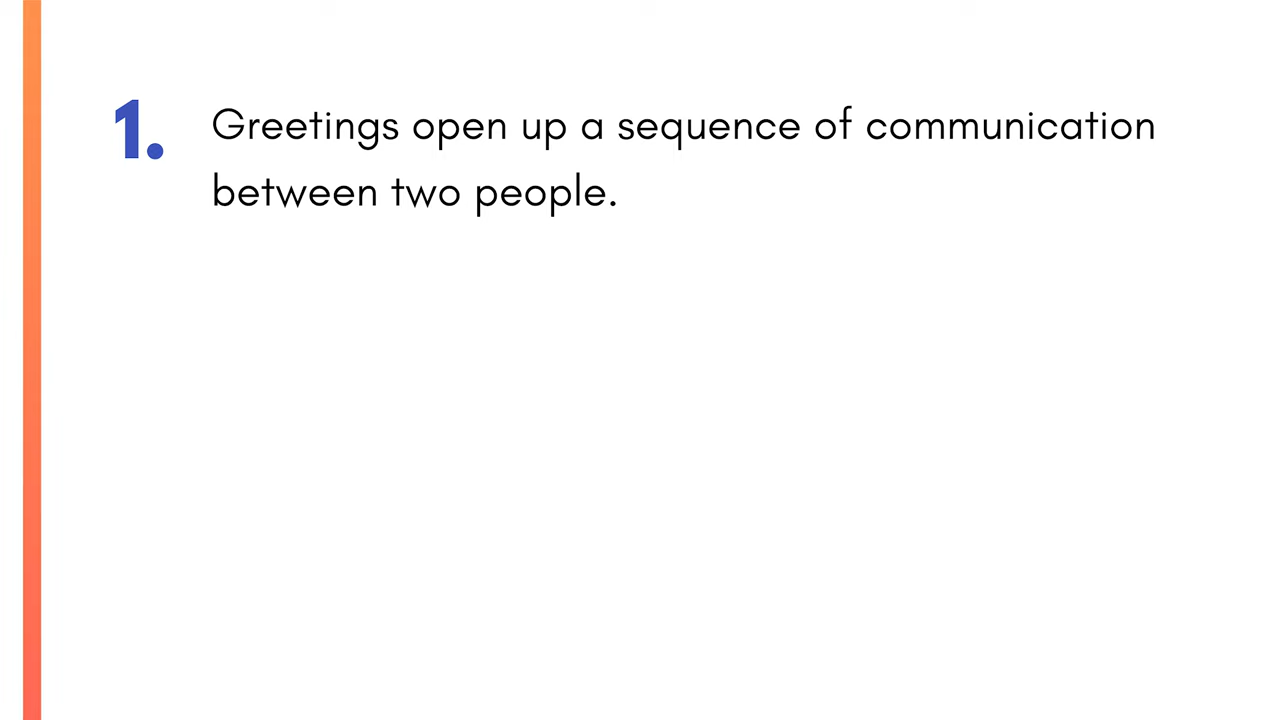 1. Greetings open up a sequence of communication
between two people.